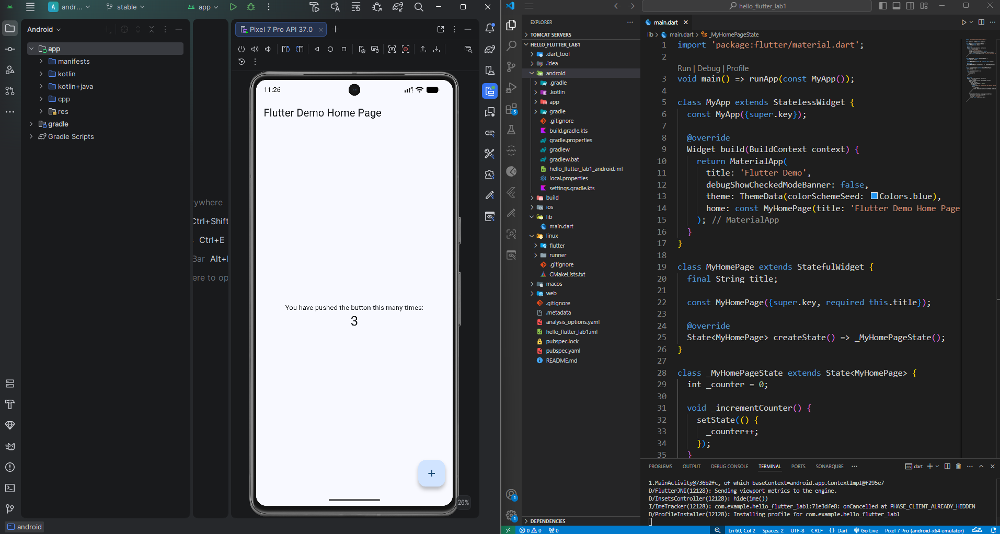 andr...
stable
app
Android
app
manifests
kotlin
kotlin+java
cpp
res
gradle
Gradle Scripts
ywhere
Ctrl+Shift
Ctrl+E
Bar Alt+
ere to op
android
Pixel 7 Pro API 37.0
11:26
Flutter Demo Home Page
You have pushed the button this many times:
3
+
26%
hello_flutter_lab1
EXPLORER
TOMCAT SERVERS
HELLO_FLUTTER_LAB1
.dart_tool
.idea
android
.gradle
.kotlin
app
gradle
.gitignore
build.gradle.kts
gradle.properties
gradlew
gradlew.bat
hello_flutter_lab1_android.iml
local.properties
settings.gradle.kts
build
ios
lib
main.dart
linux
flutter
runner
.gitignore
CMakeLists.txt
macos
web
.gitignore
.metadata
analysis_options.yaml
hello_flutter_lab1.iml
pubspec.lock
pubspec.yaml
README.md
DEPENDENCIES
main.dart
lib > main.dart > _MyHomePageState
1 import 'package:flutter/material.dart';
2
Run | Debug | Profile
3 void main() => runApp(const MyApp());
4
5 class MyApp extends StatelessWidget {
6 const MyApp({super.key});
7
8 @override
9 Widget build(BuildContext context) {
10 return MaterialApp(
11 title: 'Flutter Demo',
12 debugShowCheckedModeBanner: false,
13 theme: ThemeData(colorSchemeSeed: Colors.blue),
14 home: const MyHomePage(title: 'Flutter Demo Home Page
15 ); // MaterialApp
16 }
17 }
18
19 class MyHomePage extends StatefulWidget {
20 final String title;
21
22 const MyHomePage({super.key, required this.title});
23
24 @override
25 State<MyHomePage> createState() => _MyHomePageState();
26 }
27
28 class _MyHomePageState extends State<MyHomePage> {
29 int _counter = 0;
30
31 void _incrementCounter() {
32 setState(() {
33 _counter++;
34 });
35 }
PROBLEMS OUTPUT DEBUG CONSOLE TERMINAL PORTS SONARQUBE
dart
1.MainActivity@736b2fc, of which baseContext=android.app.ContextImpl@f295e7
D/FlutterJNI(12128): Sending viewport metrics to the engine.
D/InsetsController(12128): hide(ime())
I/ImeTracker(12128): com.example.hello_flutter_lab1:71e3dfe8: onCancelled at PHASE_CLIENT_ALREADY_HIDDEN
D/ProfileInstaller(12128): Installing profile for com.example.hello_flutter_lab1
0 0 0 Ln 60, Col 2 Spaces: 2 UTF-8 CRLF {} Dart Go Live Pixel 7 Pro (android-x64 emulator)